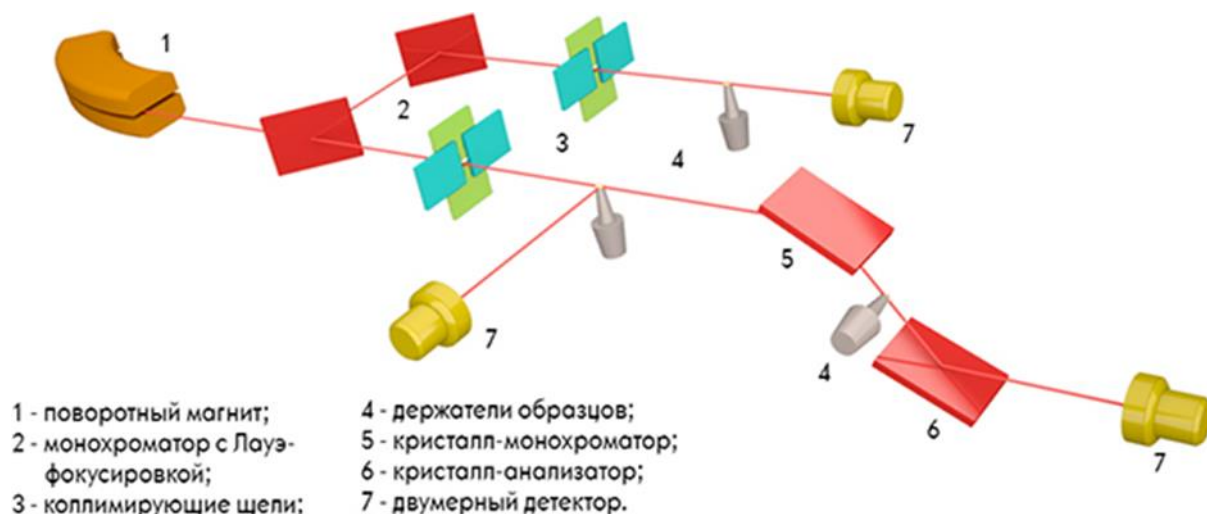 1
2
3
4
7
5
7
4
6
7
1 - поворотный магнит;
2 - монохроматор с Лауэ-
фокусировкой;
3 - коллимирующие щели;
4 - держатели образцов;
5 - кристалл-монохроматор;
6 - кристалл-анализатор;
7 - двумерный детектор.